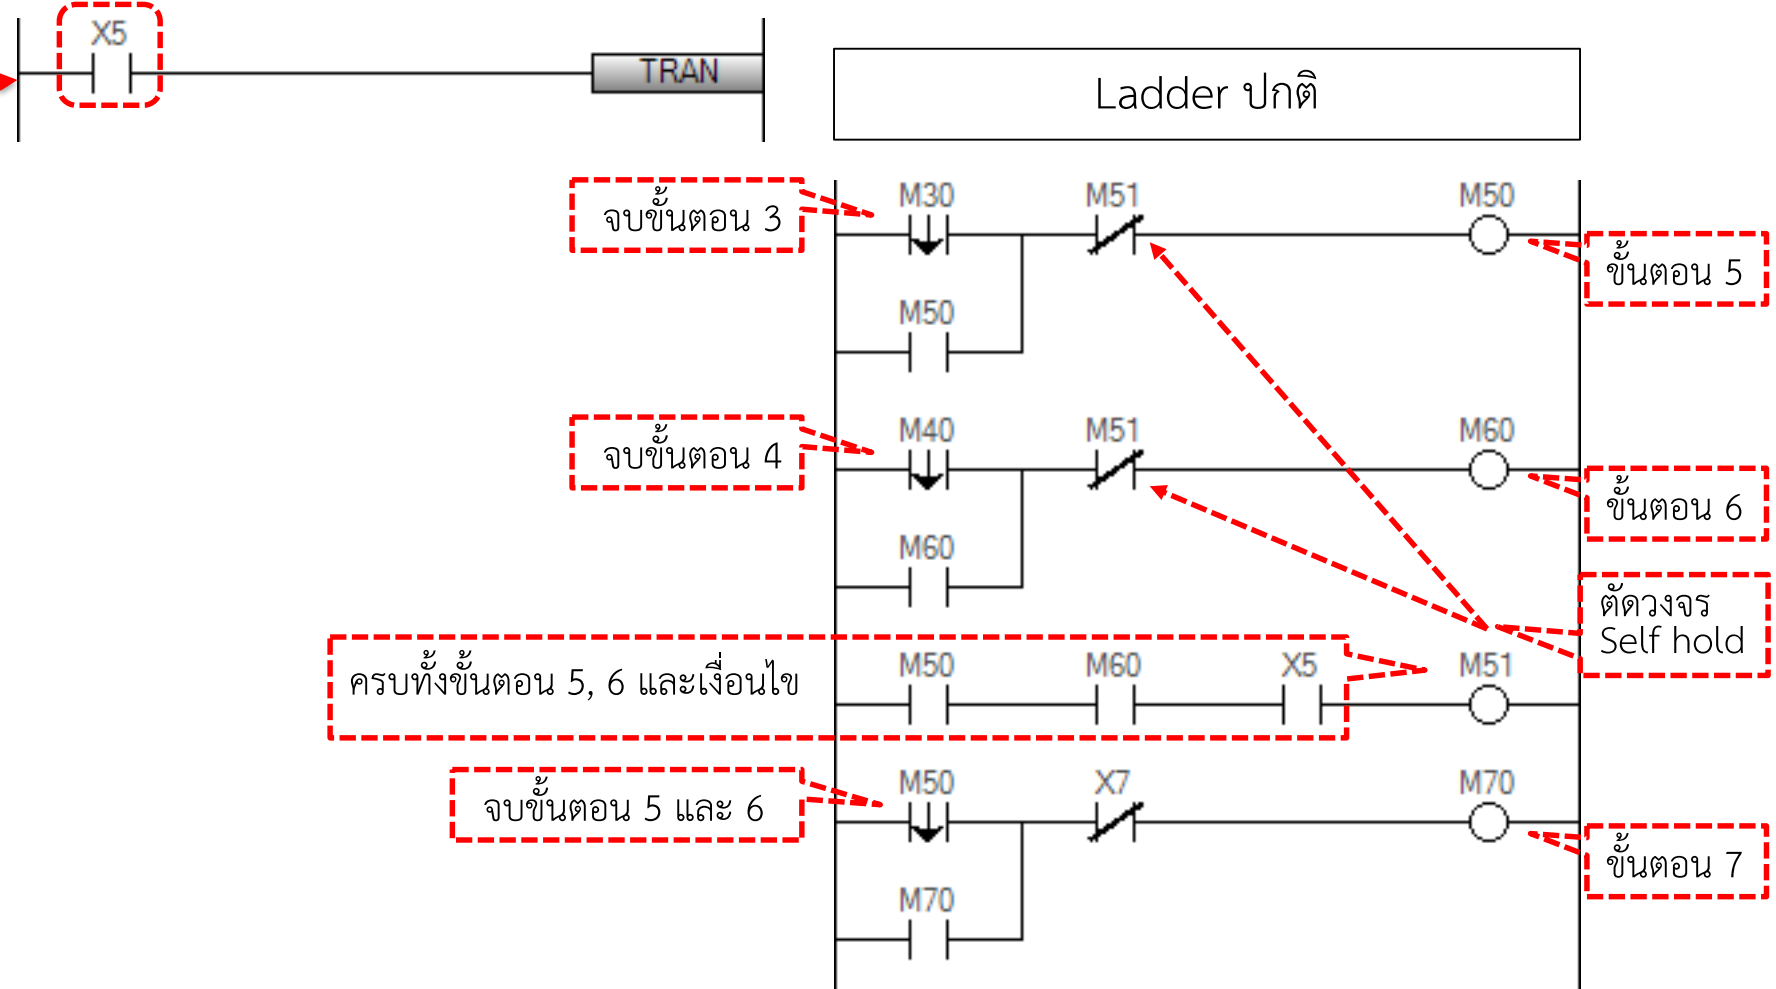 X5
TRAN
Ladder ปกติ
จบขั้นตอน 3
M30
M51
M50
ขั้นตอน 5
M50
จบขั้นตอน 4
M40
M51
M60
ขั้นตอน 6
M60
ตัดวงจร
Self hold
ครบทั้งขั้นตอน 5, 6 และเงื่อนไข
M50
M60
X5
M51
จบขั้นตอน 5 และ 6
M50
X7
M70
ขั้นตอน 7
M70